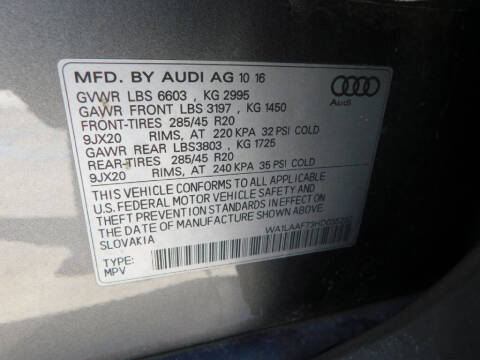 MFD. BY AUDI AG 10 16
GVWR LBS 6603 , KG 2995
GAWR FRONT LBS 3197 , KG 1450
FRONT-TIRES 285/45 R20
9JX20 RIMS, AT 220 KPA 32 PSI COLD
GAWR REAR LBS3803 , KG 1725
REAR-TIRES 285/45 R20
9JX20 RIMS, AT 240 KPA 35 PSI COLD
THIS VEHICLE CONFORMS TO ALL APPLICABLE
U.S. FEDERAL MOTOR VEHICLE SAFETY AND
THEFT PREVENTION STANDARDS IN EFFECT ON
THE DATE OF MANUFACTURE SHOWN ABOVE
SLOVAKIA
TYPE:
MPV
Audi